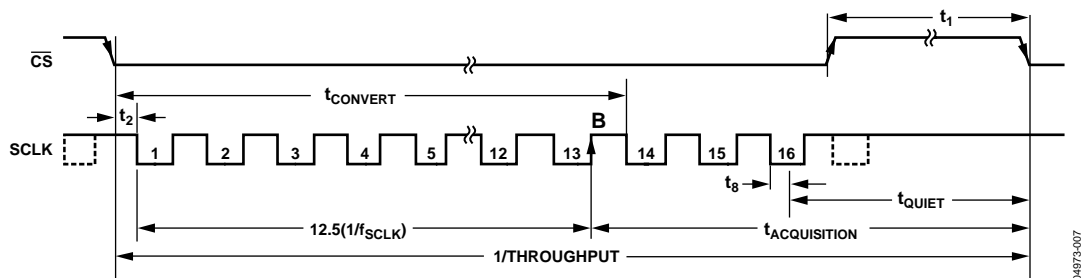 t1
CS
tCONVERT
t2
B
SCLK
1 2 3 4 5 12 13 14 15 16
t8
tQUIET
12.5(1/fSCLK)
tACQUISITION
1/THROUGHPUT
04973-007